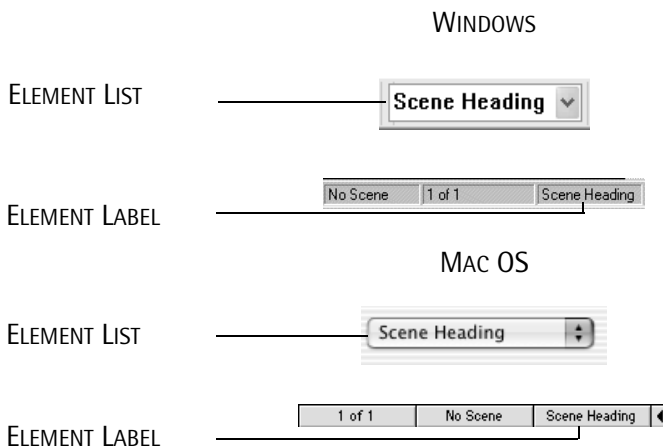 WINDOWS
ELEMENT LIST
Scene Heading
No Scene 1 of 1 Scene Heading
ELEMENT LABEL
MAC OS
ELEMENT LIST
Scene Heading
1 of 1 No Scene Scene Heading
ELEMENT LABEL